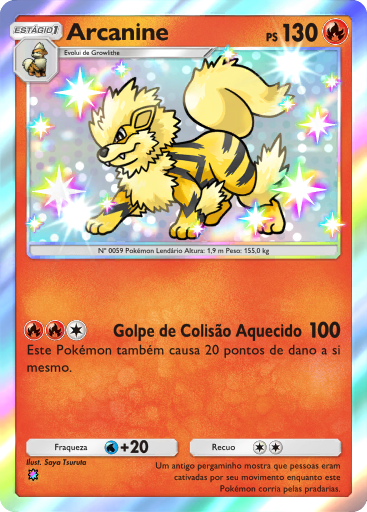 ESTÁGIO 1
Arcanine
PS 130
Evolui de Growlithe
Nº 0059 Pokémon Lendário Altura: 1,9 m Peso: 155,0 kg
Golpe de Colisão Aquecido 100
Este Pokémon também causa 20 pontos de dano a si
mesmo.
Fraqueza +20
Recuo
Ilust. Saya Tsuruta
Um antigo pergaminho mostra que pessoas eram
cativadas por seu movimento enquanto este
Pokémon corria pelas pradarias.